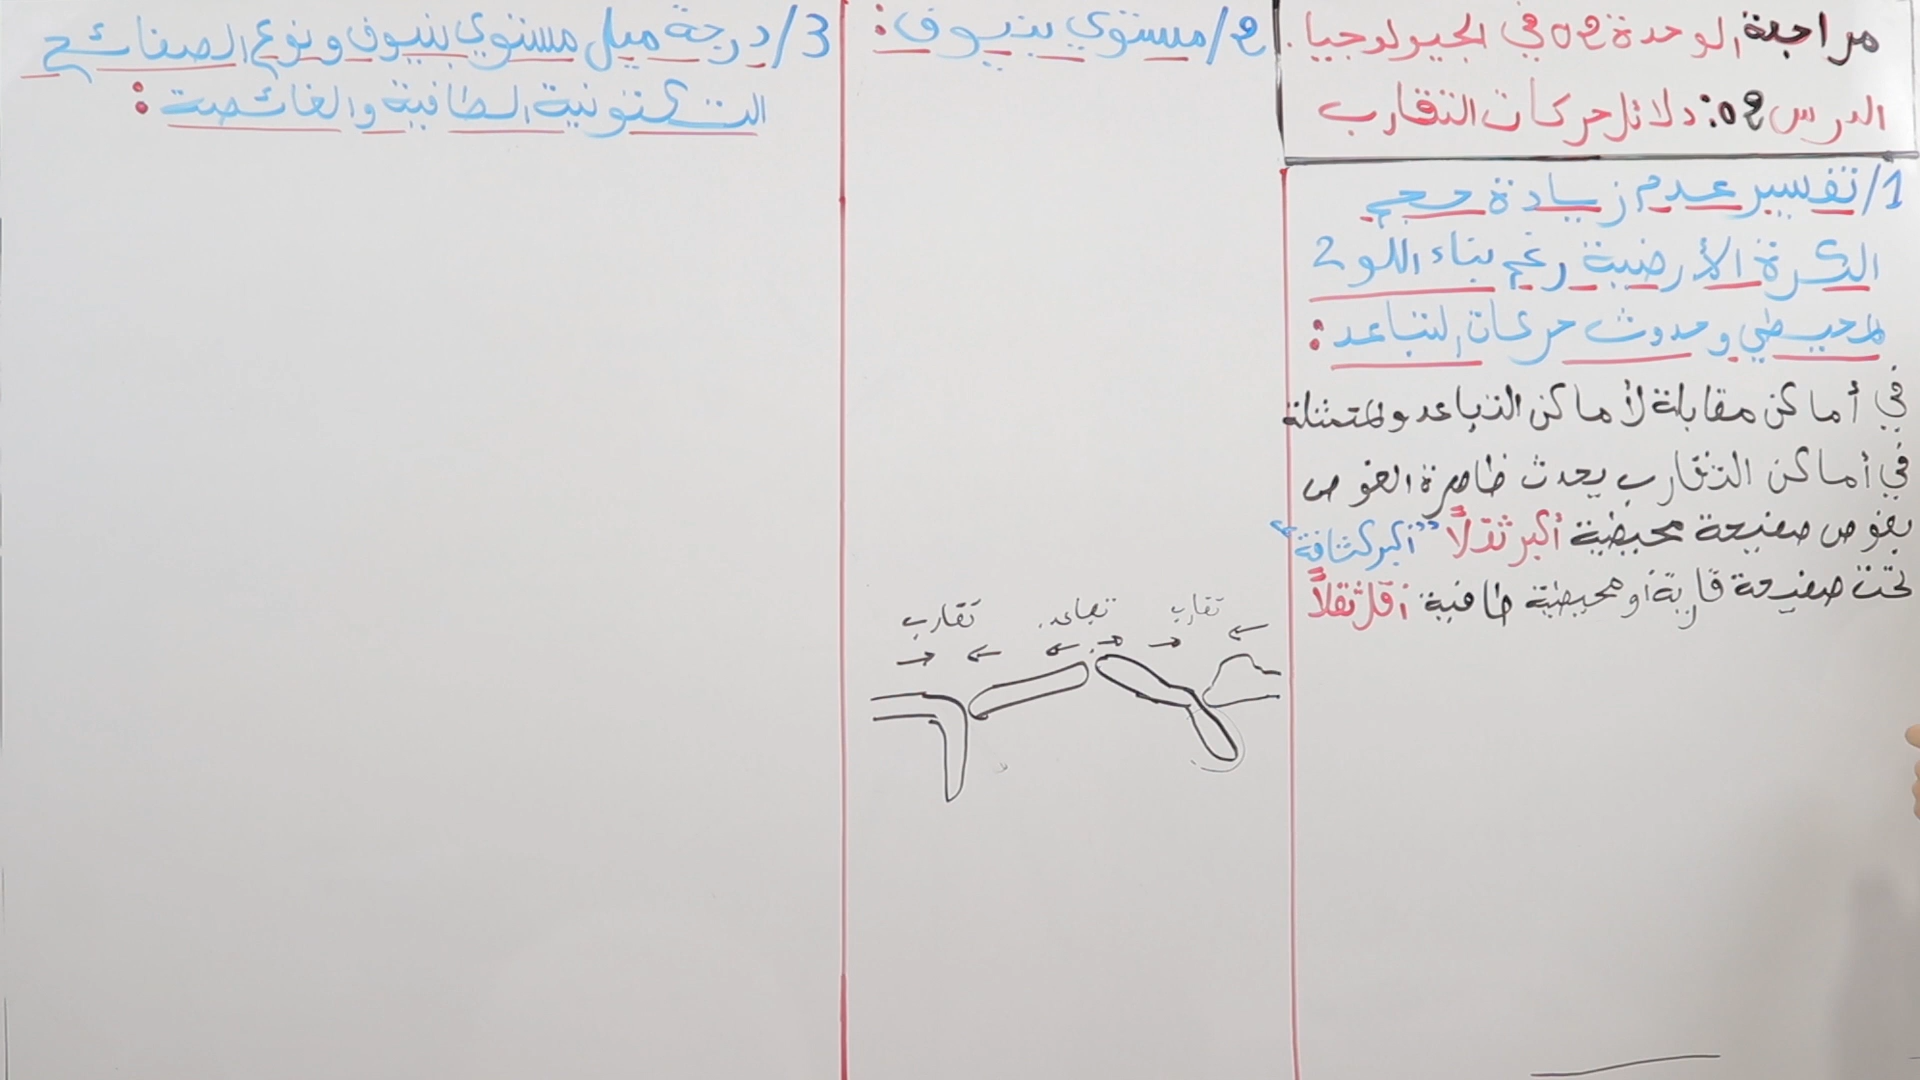 مراجعة الوحدة 02 في الجيولوجيا.
الدرس 02: دلائل حركات التقارب
1/ تفسير عدم زيادة حجم
الكرة الأرضية رغم بناء اللوح
المحيطي وحدوث حركات التباعد:
في أماكن مقابلة لأماكن التباعد والمتمثلة
في أماكن التقارب يحدث ظاهرة الغوص
بغوص صفيحة محيطية أكبر ثقلاً "أكبر كثافة"
تحت صفيحة قارية أو محيطية طافية أقل ثقلاً
2/ مستوي بنيوف:
تقارب تباعد تقارب
3/ درجة ميل مستوي بنيوف ونوع الصفائح
التكتونية الطافية والغائصة: